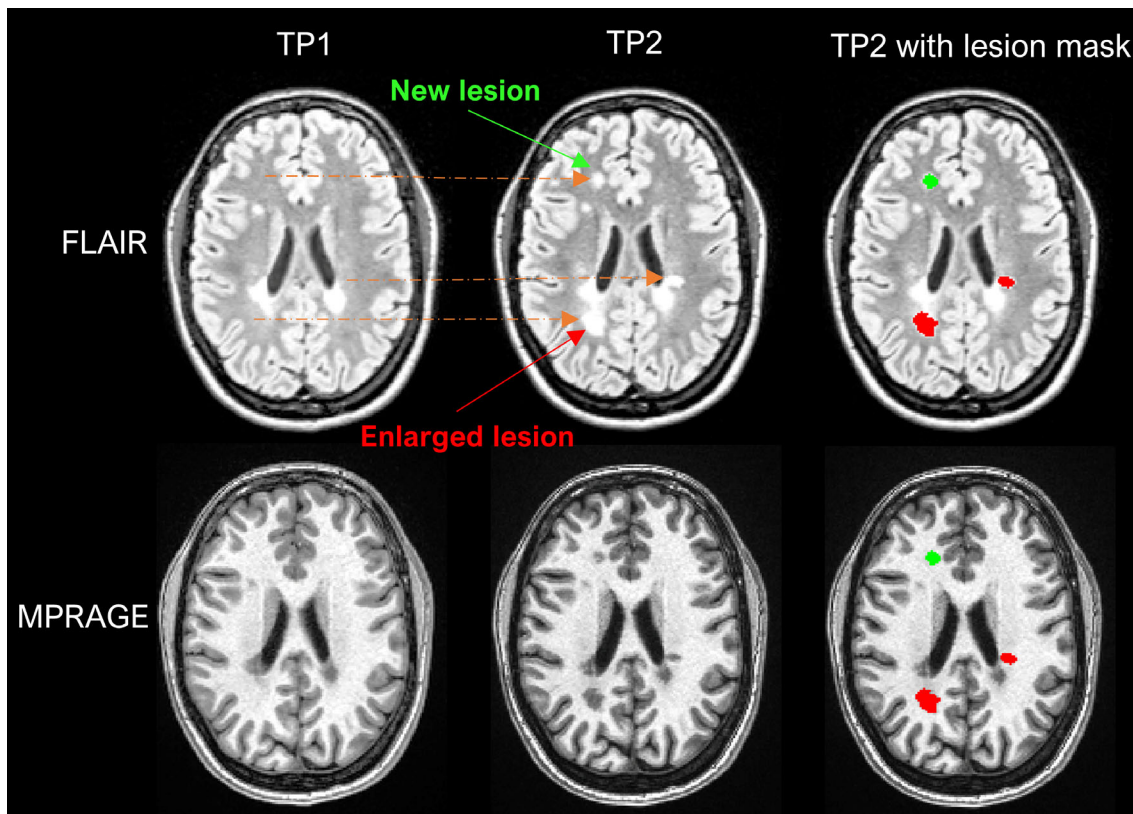 TP1
TP2
TP2 with lesion mask
New lesion
FLAIR
Enlarged lesion
MPRAGE